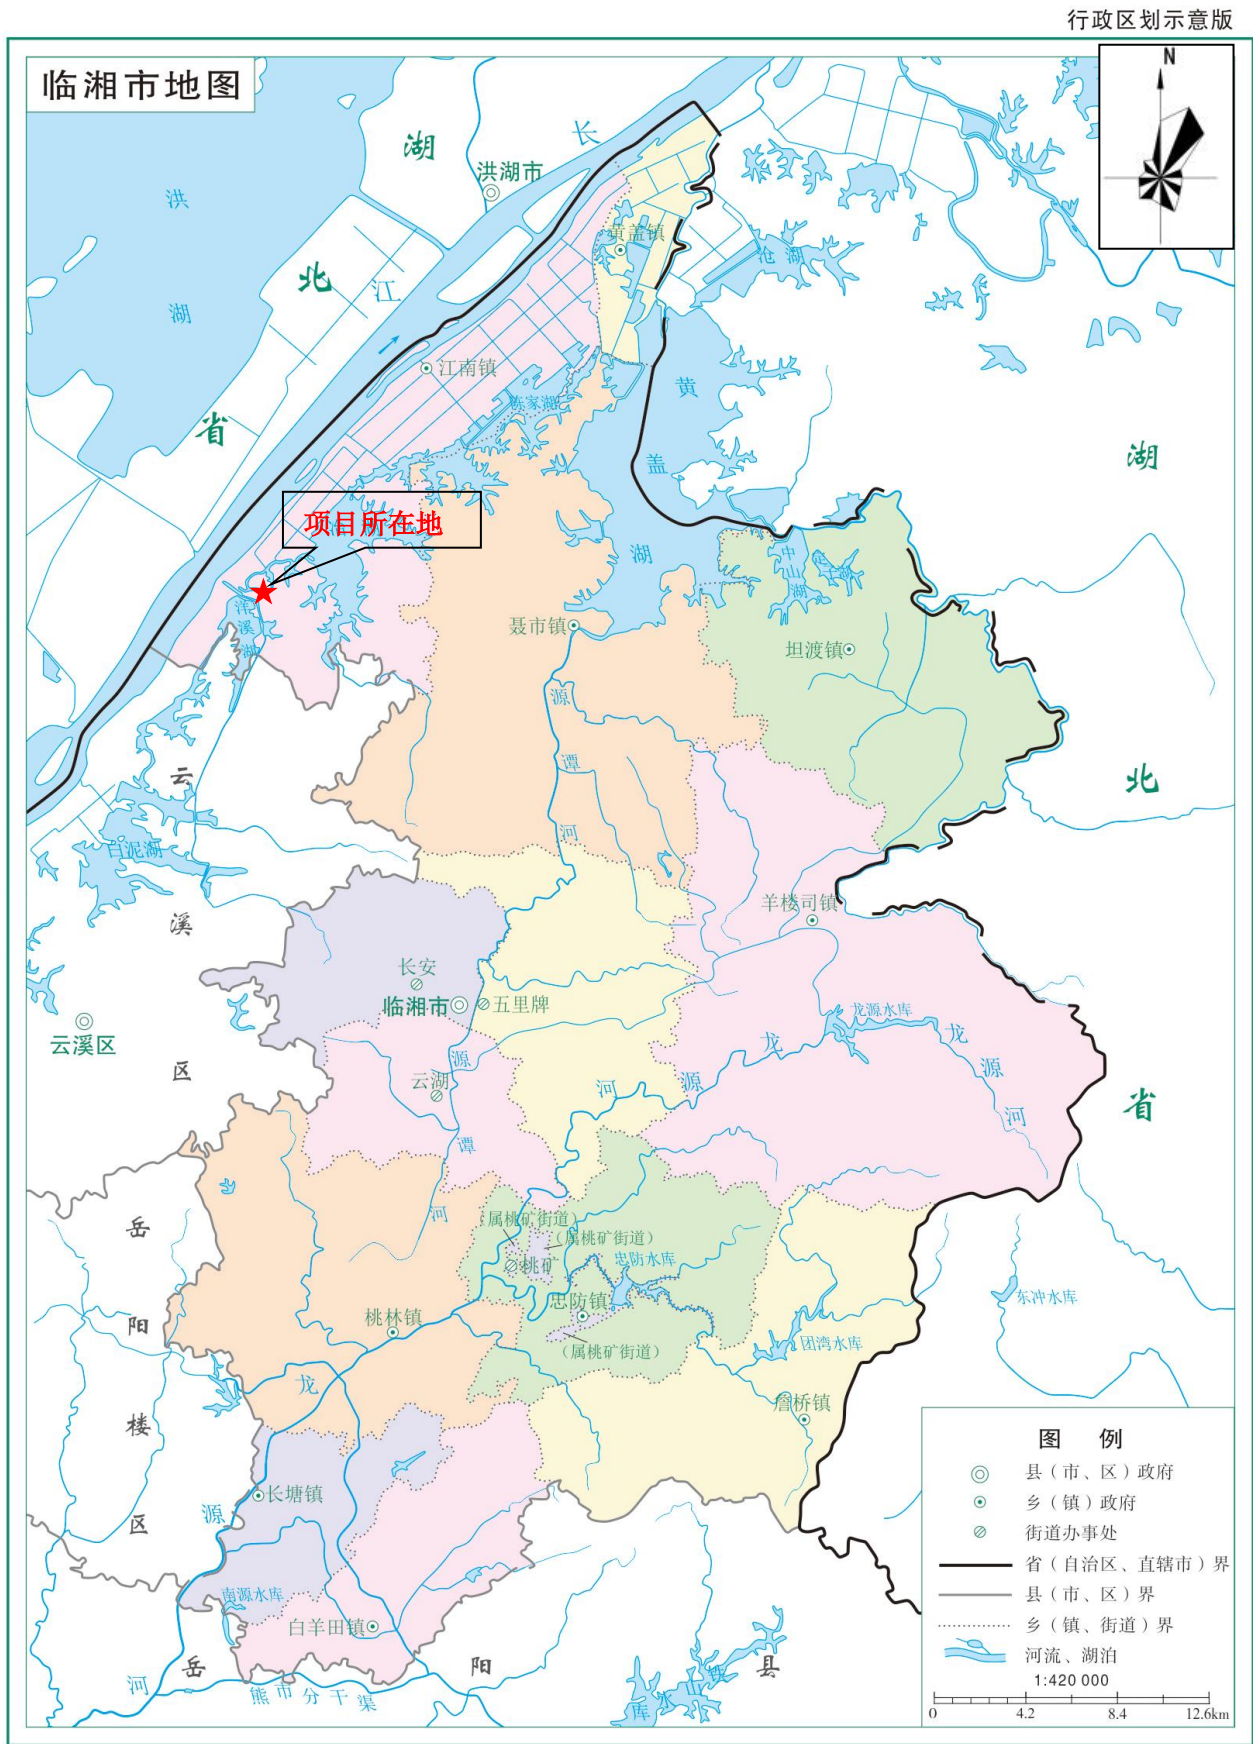 行政区划示意版
临湘市地图
N
湖
长
洪湖市
洪
黄盖镇
沧湖
北
江
湖
江南镇
黄
陈家湖
省
湖
盖
项目所在地
湖
中山湖
洋溪湖
聂市镇
坦渡镇
源
云
潭
北
河
白泥湖
羊楼司镇
溪
长安
临湘市
五里牌
龙源水库
云溪区
龙
龙
源
源
区
云湖
河
源
河
省
潭
河
岳
(属桃矿街道)
(属桃矿街道)
桃矿
忠防水库
东冲水库
阳
忠防镇
桃林镇
团湾水库
(属桃矿街道)
龙
楼
詹桥镇
长塘镇
源
区
南源水库
白羊田镇
岳
阳
县
河
熊市分干渠
铁山水库
图 例
县(市、区)政府
乡(镇)政府
街道办事处
省(自治区、直辖市)界
县(市、区)界
乡(镇、街道)界
河流、湖泊
1:420 000
0 4.2 8.4 12.6km